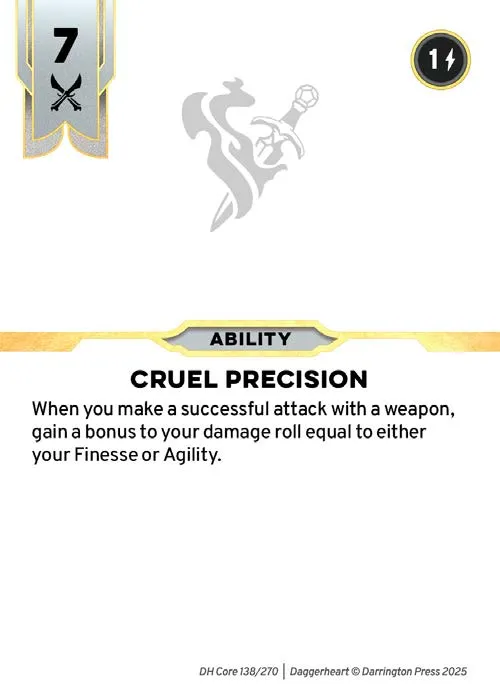 7
1
ABILITY
CRUEL PRECISION
When you make a successful attack with a weapon,
gain a bonus to your damage roll equal to either
your Finesse or Agility.
DH Core 138/270 | Daggerheart © Darrington Press 2025